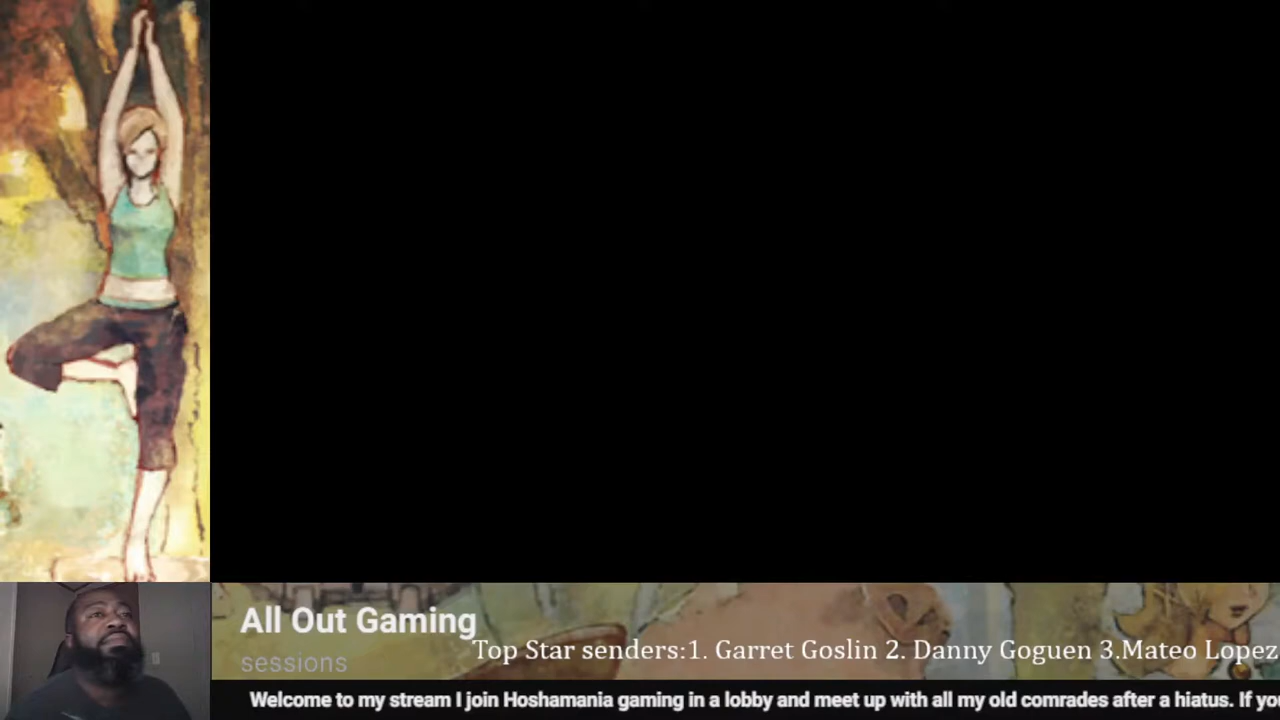 All Out Gaming
sessions
Top Star senders:1. Garret Goslin 2. Danny Goguen 3.Mateo Lopez
Welcome to my stream I join Hoshamania gaming in a lobby and meet up with all my old comrades after a hiatus. If yo